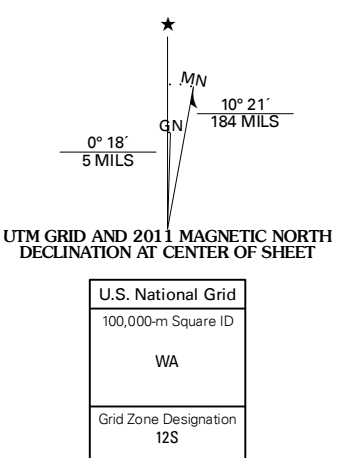 MN
10° 21´
184 MILS
GN
0° 18´
5 MILS
UTM GRID AND 2011 MAGNETIC NORTH
DECLINATION AT CENTER OF SHEET
U.S. National Grid
100,000-m Square ID
WA
Grid Zone Designation
12S